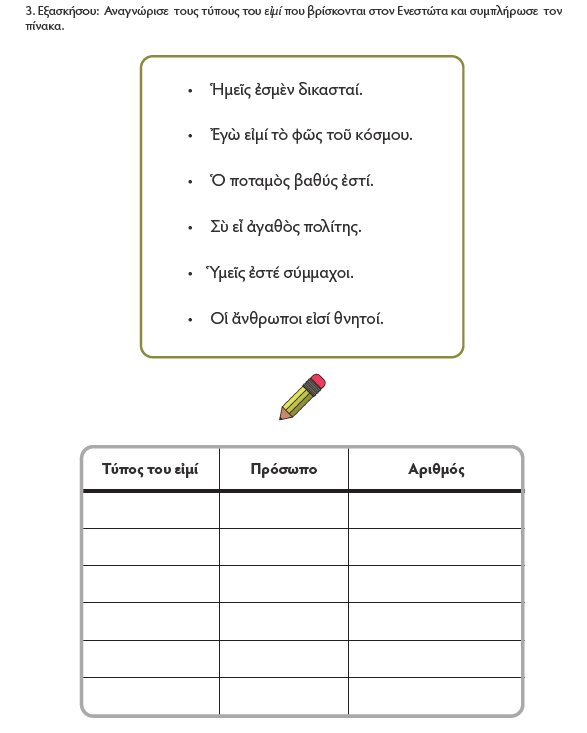 3. Εξασκήσου: Αναγνώρισε τους τύπους του εἰμί που βρίσκονται στον Ενεστώτα και συμπλήρωσε τον
πίνακα.
• Ἡμεῖς ἐσμὲν δικασταί.
• Ἐγὼ εἰμί τὸ φῶς τοῦ κόσμου.
• Ὁ ποταμὸς βαθύς ἐστί.
• Σὺ εἶ ἀγαθὸς πολίτης.
• Ὑμεῖς ἐστέ σύμμαχοι.
• Οἱ ἄνθρωποι εἰσί θνητοί.
Τύπος του εἰμί Πρόσωπο Αριθμός